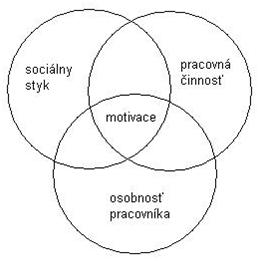 sociálny
styk
pracovná
činnosť
motivace
osobnosť
pracovníka